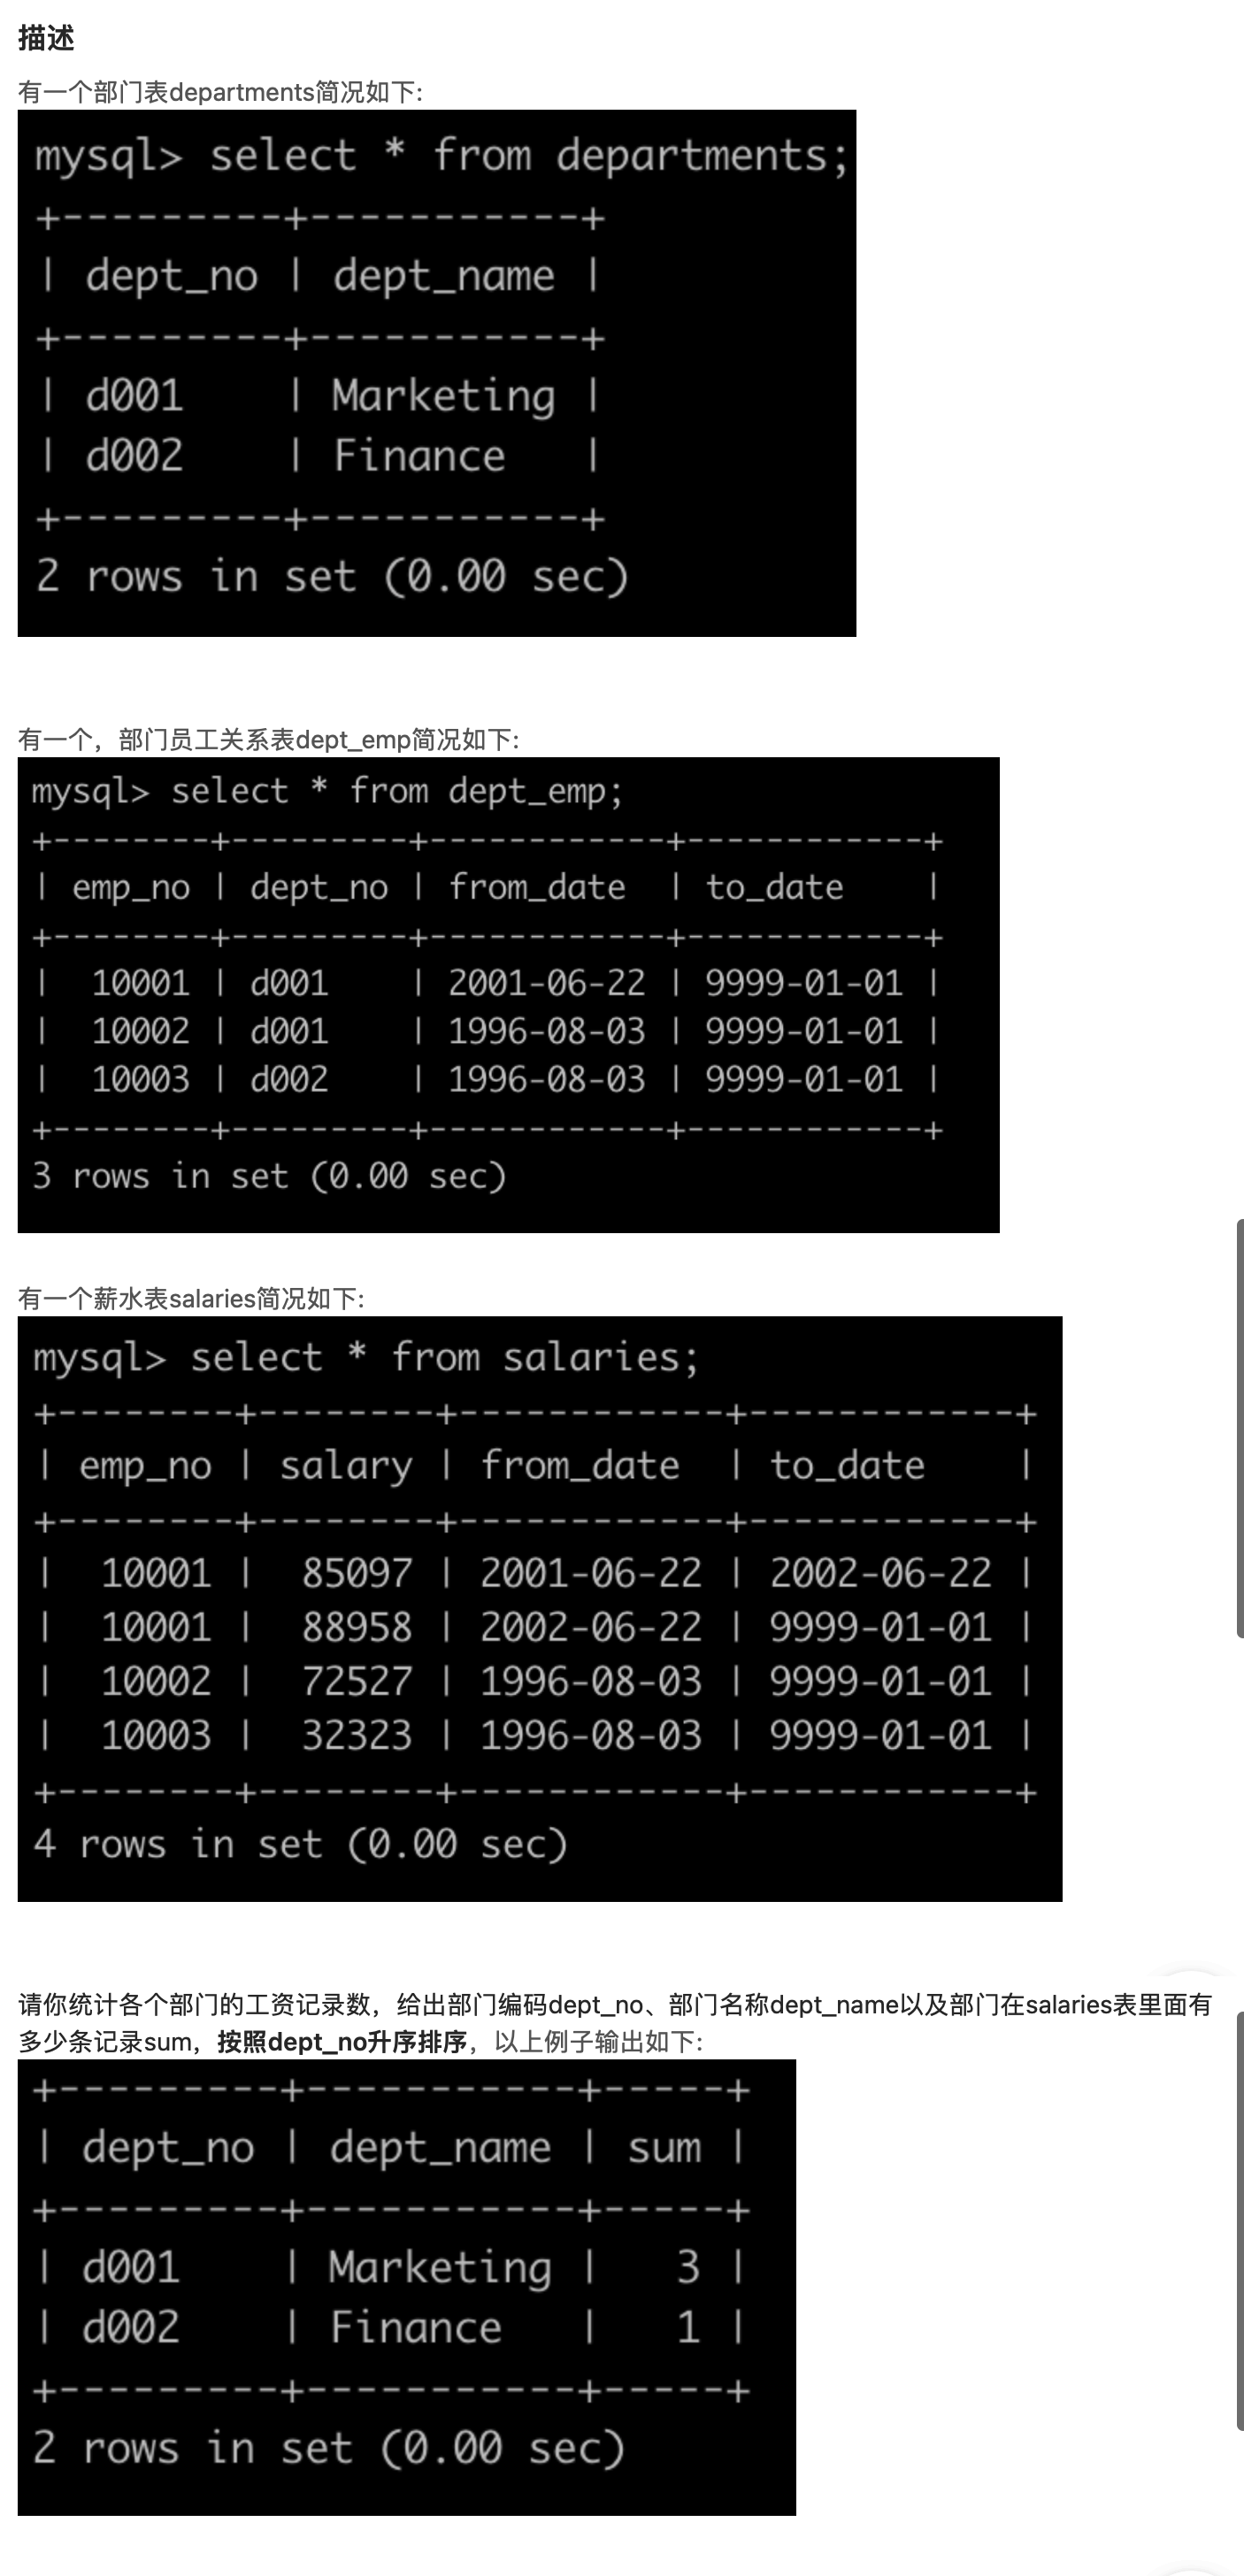 描述
有一个部门表departments简况如下:
mysql> select * from departments;
+---------+-----------+
| dept_no | dept_name |
+---------+-----------+
| d001    | Marketing |
| d002    | Finance   |
+---------+-----------+
2 rows in set (0.00 sec)
有一个，部门员工关系表dept_emp简况如下:
mysql> select * from dept_emp;
+--------+---------+------------+------------+
| emp_no | dept_no | from_date  | to_date    |
+--------+---------+------------+------------+
|  10001 | d001    | 2001-06-22 | 9999-01-01 |
|  10002 | d001    | 1996-08-03 | 9999-01-01 |
|  10003 | d002    | 1996-08-03 | 9999-01-01 |
+--------+---------+------------+------------+
3 rows in set (0.00 sec)
有一个薪水表salaries简况如下:
mysql> select * from salaries;
+--------+--------+------------+------------+
| emp_no | salary | from_date  | to_date    |
+--------+--------+------------+------------+
|  10001 |  85097 | 2001-06-22 | 2002-06-22 |
|  10001 |  88958 | 2002-06-22 | 9999-01-01 |
|  10002 |  72527 | 1996-08-03 | 9999-01-01 |
|  10003 |  32323 | 1996-08-03 | 9999-01-01 |
+--------+--------+------------+------------+
4 rows in set (0.00 sec)
请你统计各个部门的工资记录数，给出部门编码dept_no、部门名称dept_name以及部门在salaries表里面有
多少条记录sum，按照dept_no升序排序，以上例子输出如下:
+---------+-----------+-----+
| dept_no | dept_name | sum |
+---------+-----------+-----+
| d001    | Marketing |   3 |
| d002    | Finance   |   1 |
+---------+-----------+-----+
2 rows in set (0.00 sec)